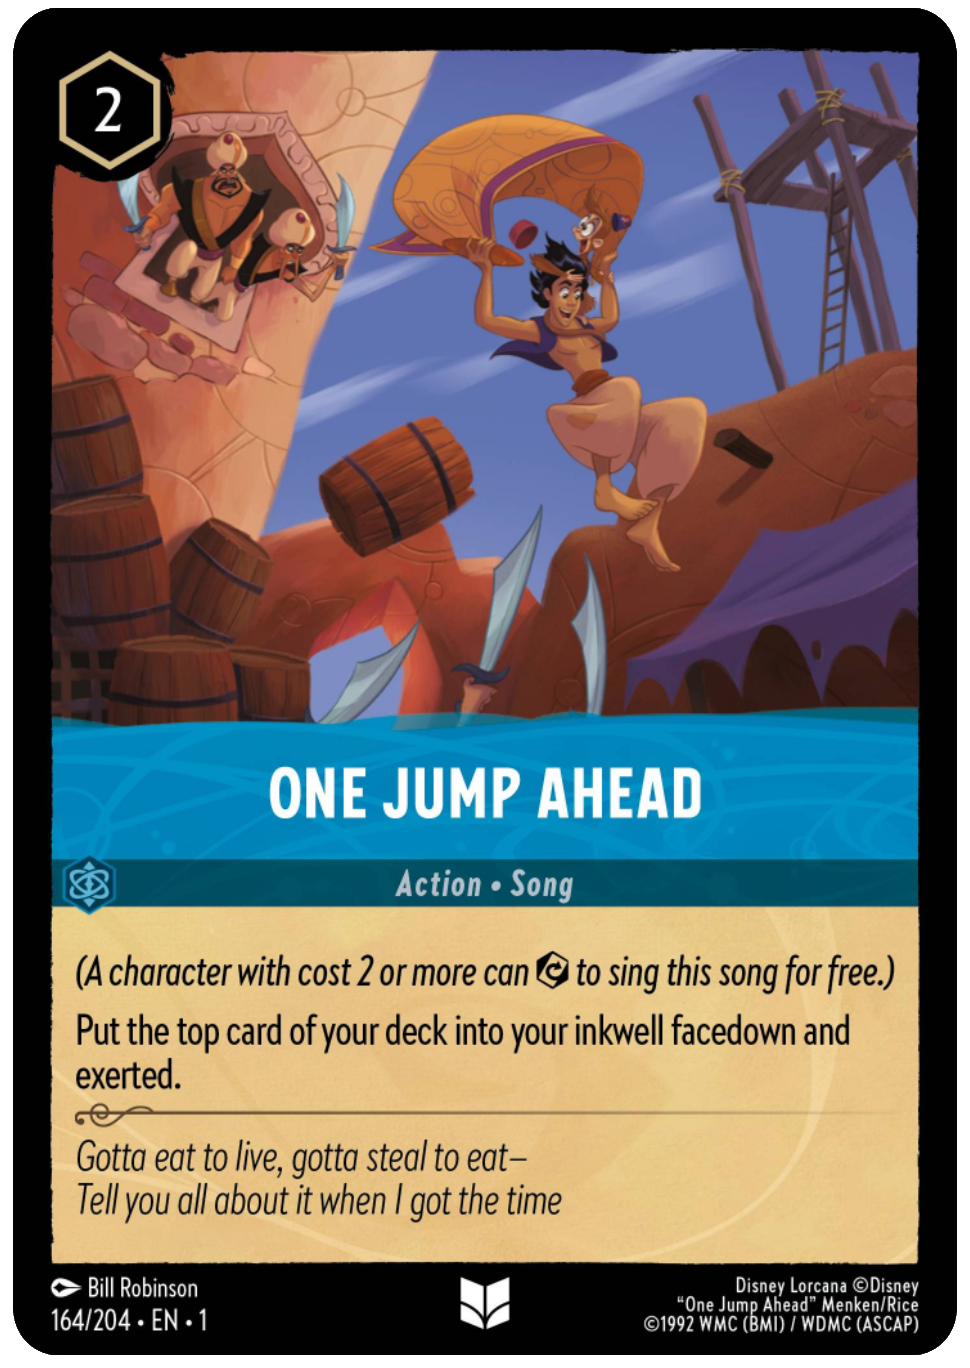 2
ONE JUMP AHEAD
Action • Song
(A character with cost 2 or more can to sing this song for free.)
Put the top card of your deck into your inkwell facedown and
exerted.
Gotta eat to live, gotta steal to eat–
Tell you all about it when I got the time
Bill Robinson
164/204 • EN • 1
Disney Lorcana ©Disney
“One Jump Ahead” Menken/Rice
©1992 WMC (BMI) / WDMC (ASCAP)